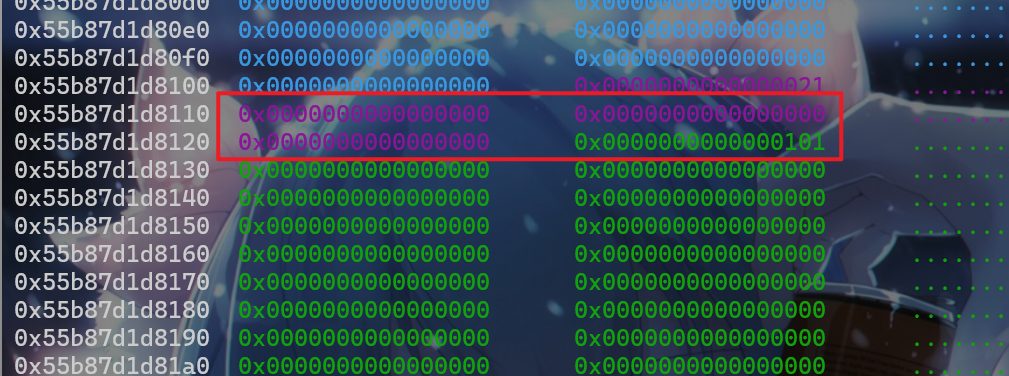 0x55b87d1d80d0 0x0000000000000000 0x0000000000000000 .......
0x55b87d1d80e0 0x0000000000000000 0x0000000000000000 .......
0x55b87d1d80f0 0x0000000000000000 0x0000000000000000 .......
0x55b87d1d8100 0x0000000000000000 0x0000000000000021 .......
0x55b87d1d8110 0x0000000000000000 0x0000000000000000 .......
0x55b87d1d8120 0x0000000000000000 0x0000000000000101 .......
0x55b87d1d8130 0x0000000000000000 0x0000000000000000 .......
0x55b87d1d8140 0x0000000000000000 0x0000000000000000 .......
0x55b87d1d8150 0x0000000000000000 0x0000000000000000 .......
0x55b87d1d8160 0x0000000000000000 0x0000000000000000 .......
0x55b87d1d8170 0x0000000000000000 0x0000000000000000 .......
0x55b87d1d8180 0x0000000000000000 0x0000000000000000 .......
0x55b87d1d8190 0x0000000000000000 0x0000000000000000 .......
0x55b87d1d81a0 0x0000000000000000 0x0000000000000000 .......